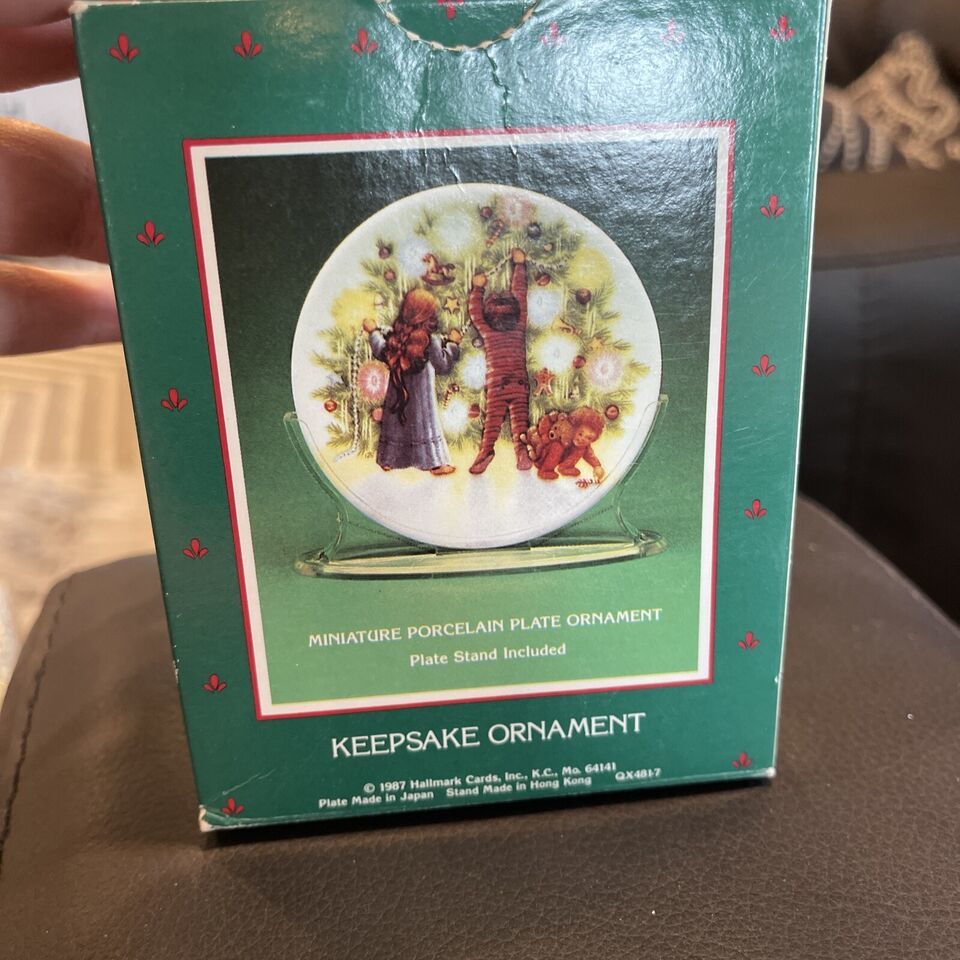 MINIATURE PORCELAIN PLATE ORNAMENT
Plate Stand Included
KEEPSAKE ORNAMENT
© 1987 Hallmark Cards, Inc., K.C., Mo. 64141
Plate Made in Japan Stand Made in Hong Kong QX481-7